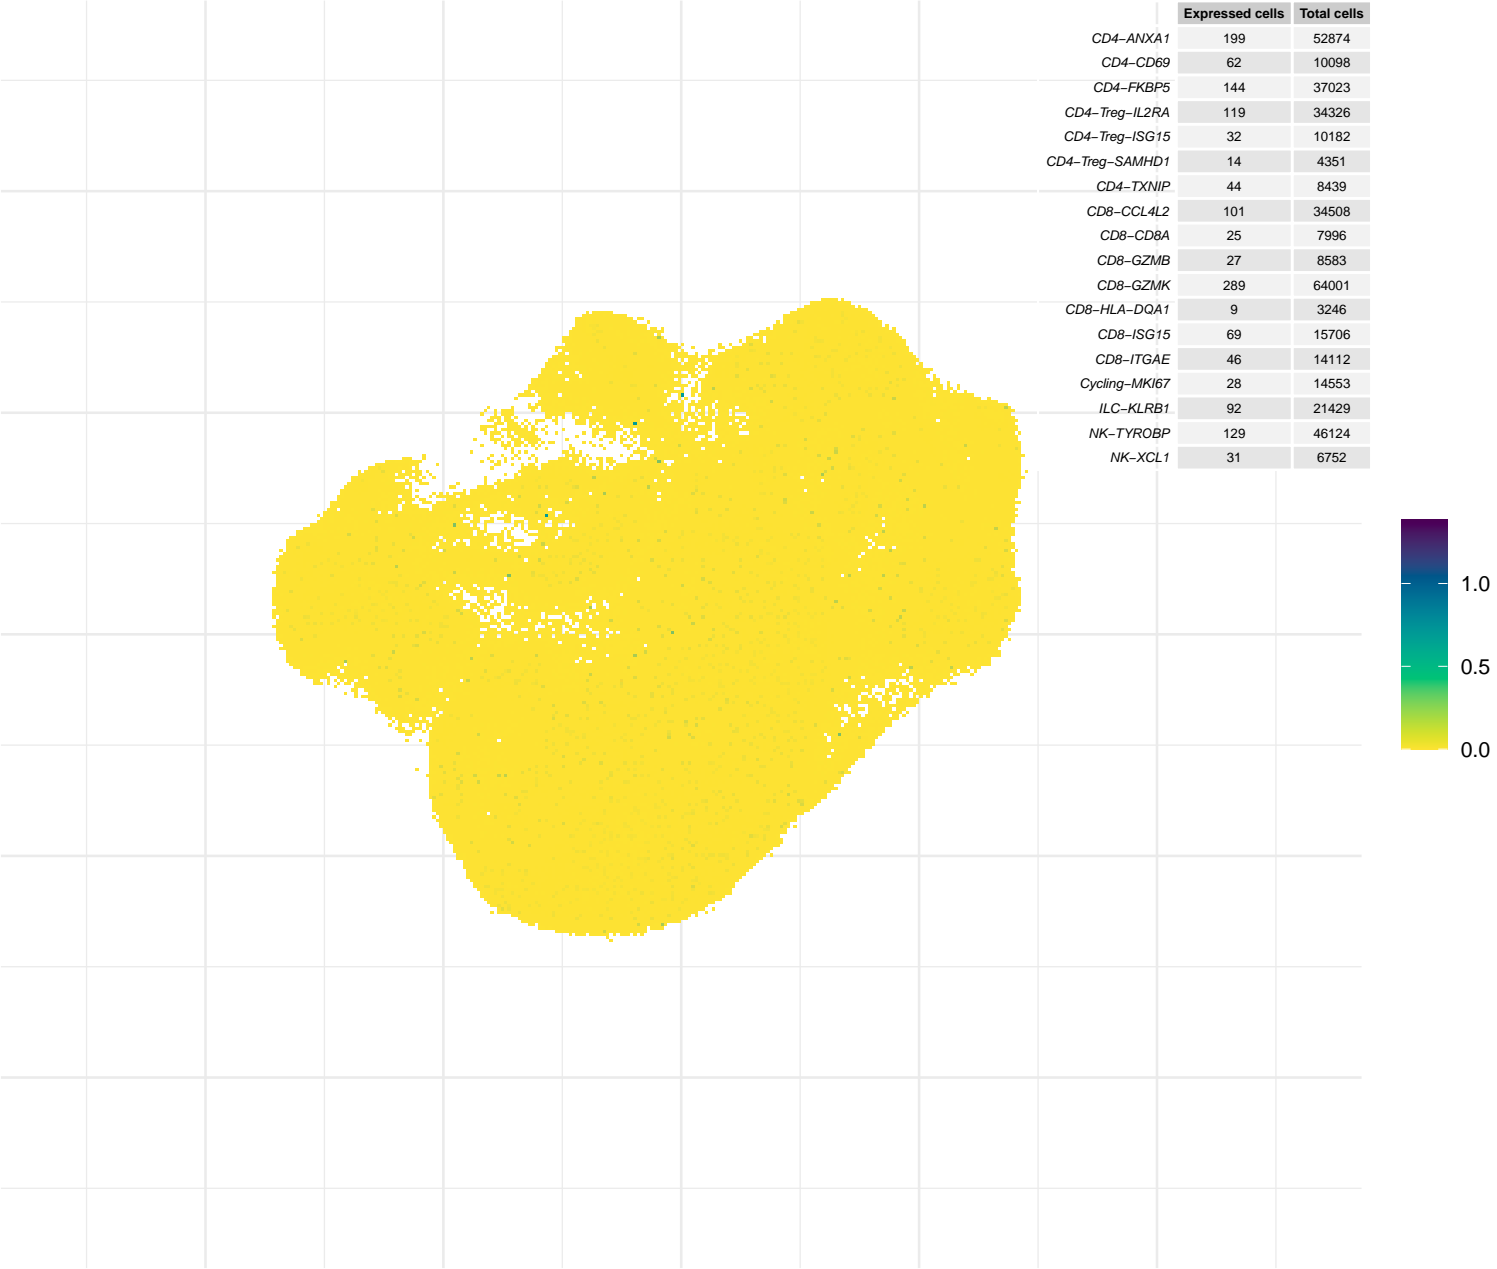 Expressed cells Total cells
CD4−ANXA1 199 52874
CD4−CD69 62 10098
CD4−FKBP5 144 37023
CD4−Treg−IL2RA 119 34326
CD4−Treg−ISG15 32 10182
CD4−Treg−SAMHD1 14 4351
CD4−TXNIP 44 8439
CD8−CCL4L2 101 34508
CD8−CD8A 25 7996
CD8−GZMB 27 8583
CD8−GZMK 289 64001
CD8−HLA−DQA1 9 3246
CD8−ISG15 69 15706
CD8−ITGAE 46 14112
Cycling−MKI67 28 14553
ILC−KLRB1 92 21429
NK−TYROBP 129 46124
NK−XCL1 31 6752
1.0
0.5
0.0